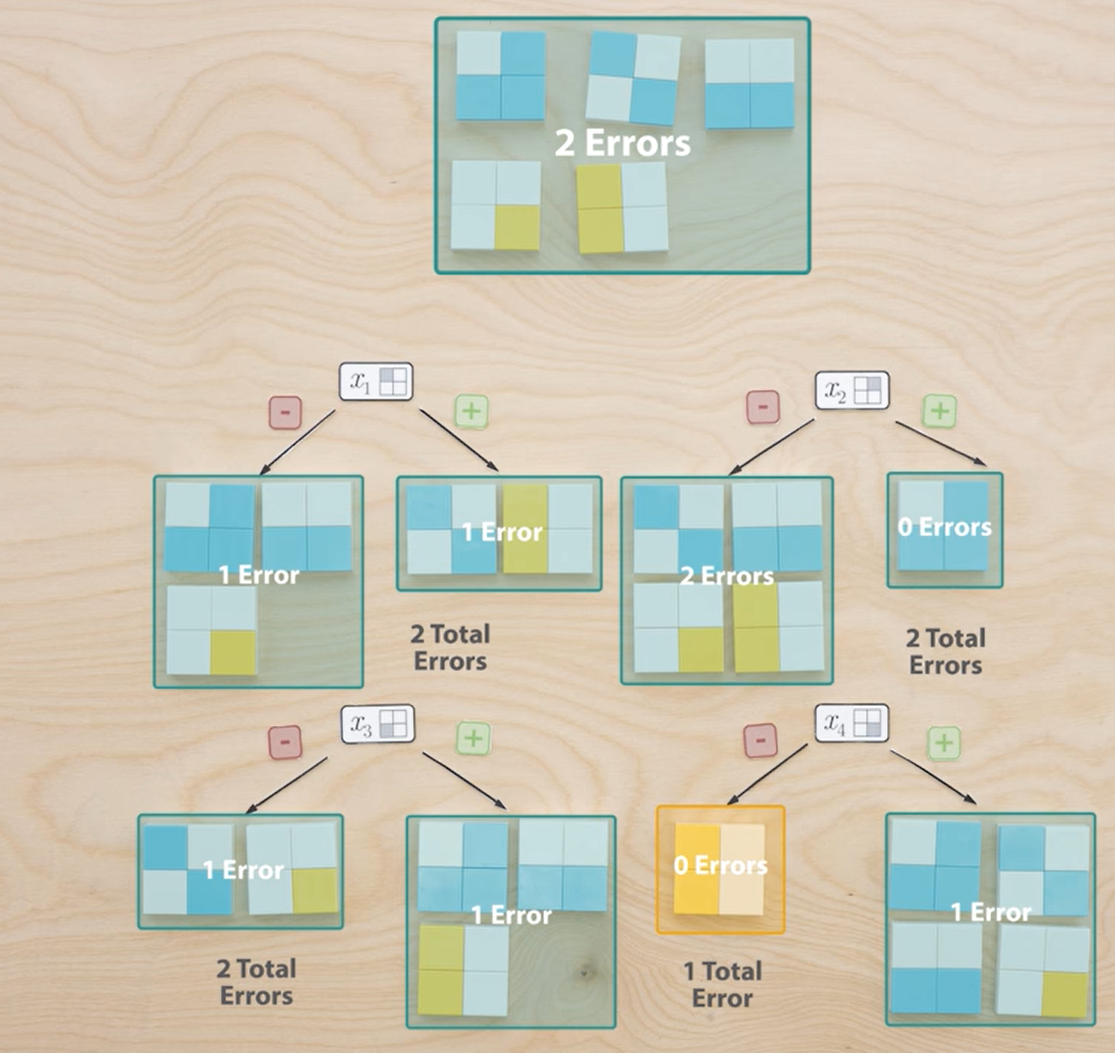 2 Errors
x₁
-
+
x₂
-
+
1 Error
1 Error
2 Errors
0 Errors
2 Total
Errors
2 Total
Errors
x₃
-
+
x₄
-
+
1 Error
1 Error
0 Errors
1 Error
2 Total
Errors
1 Total
Error